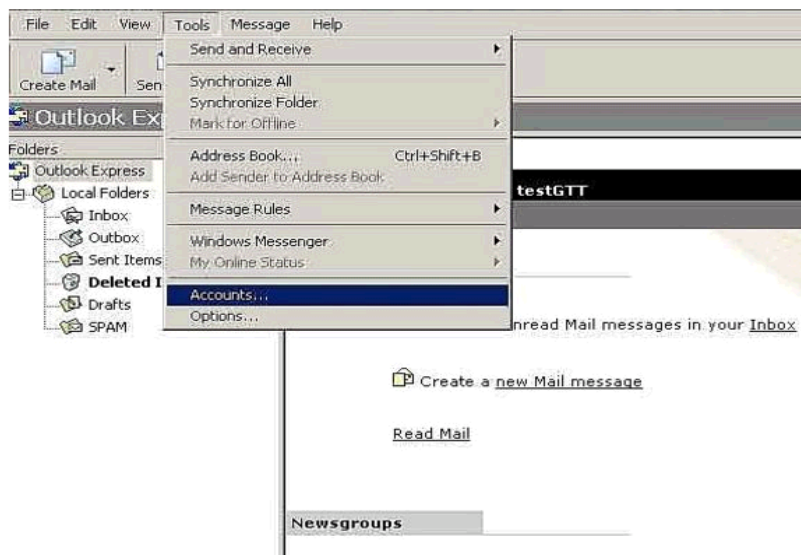 File Edit View Tools Message Help
Create Mail Sen
Send and Receive
Synchronize All
Synchronize Folder
Mark for Offline
Address Book... Ctrl+Shift+B
Add Sender to Address Book
Message Rules
Windows Messenger
My Online Status
Accounts...
Options...
Outlook Ex
Folders
Outlook Express
Local Folders
Inbox
Outbox
Sent Items
Deleted I
Drafts
SPAM
testGTT
nread Mail messages in your Inbox
Create a new Mail message
Read Mail
Newsgroups